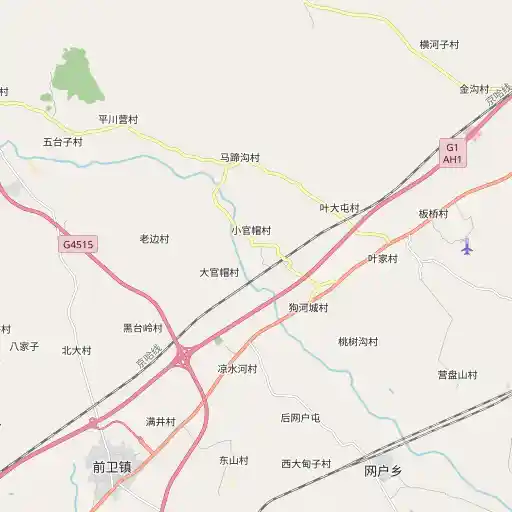 横河子村
金沟村
京哈线
村
平川营村
五台子村
G1
AH1
马蹄沟村
叶大屯村
板桥村
小官帽村
老边村
G4515
叶家村
大官帽村
狗河城村
黑台岭村
桃树沟村
八家子
北大村
京哈线
凉水河村
营盘山村
满井村
后网户屯
东山村
西大甸子村
前卫镇
网户乡